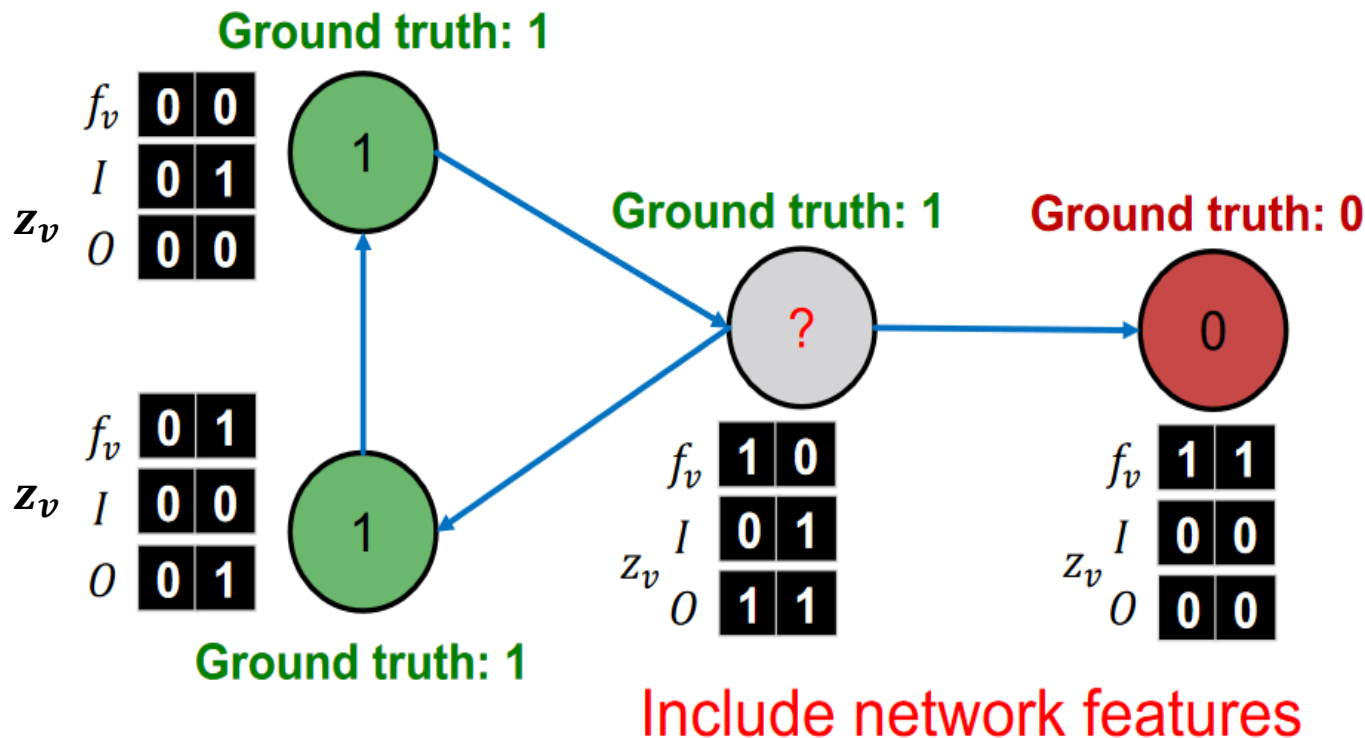 Ground truth: 1
f_v 0 0
I 0 1
z_v
O 0 0
1
Ground truth: 1
?
Ground truth: 0
0
f_v 0 1
z_v I 0 0
O 0 1
1
Ground truth: 1
f_v 1 0
I 0 1
z_v
O 1 1
f_v 1 1
I 0 0
z_v
O 0 0
Include network features